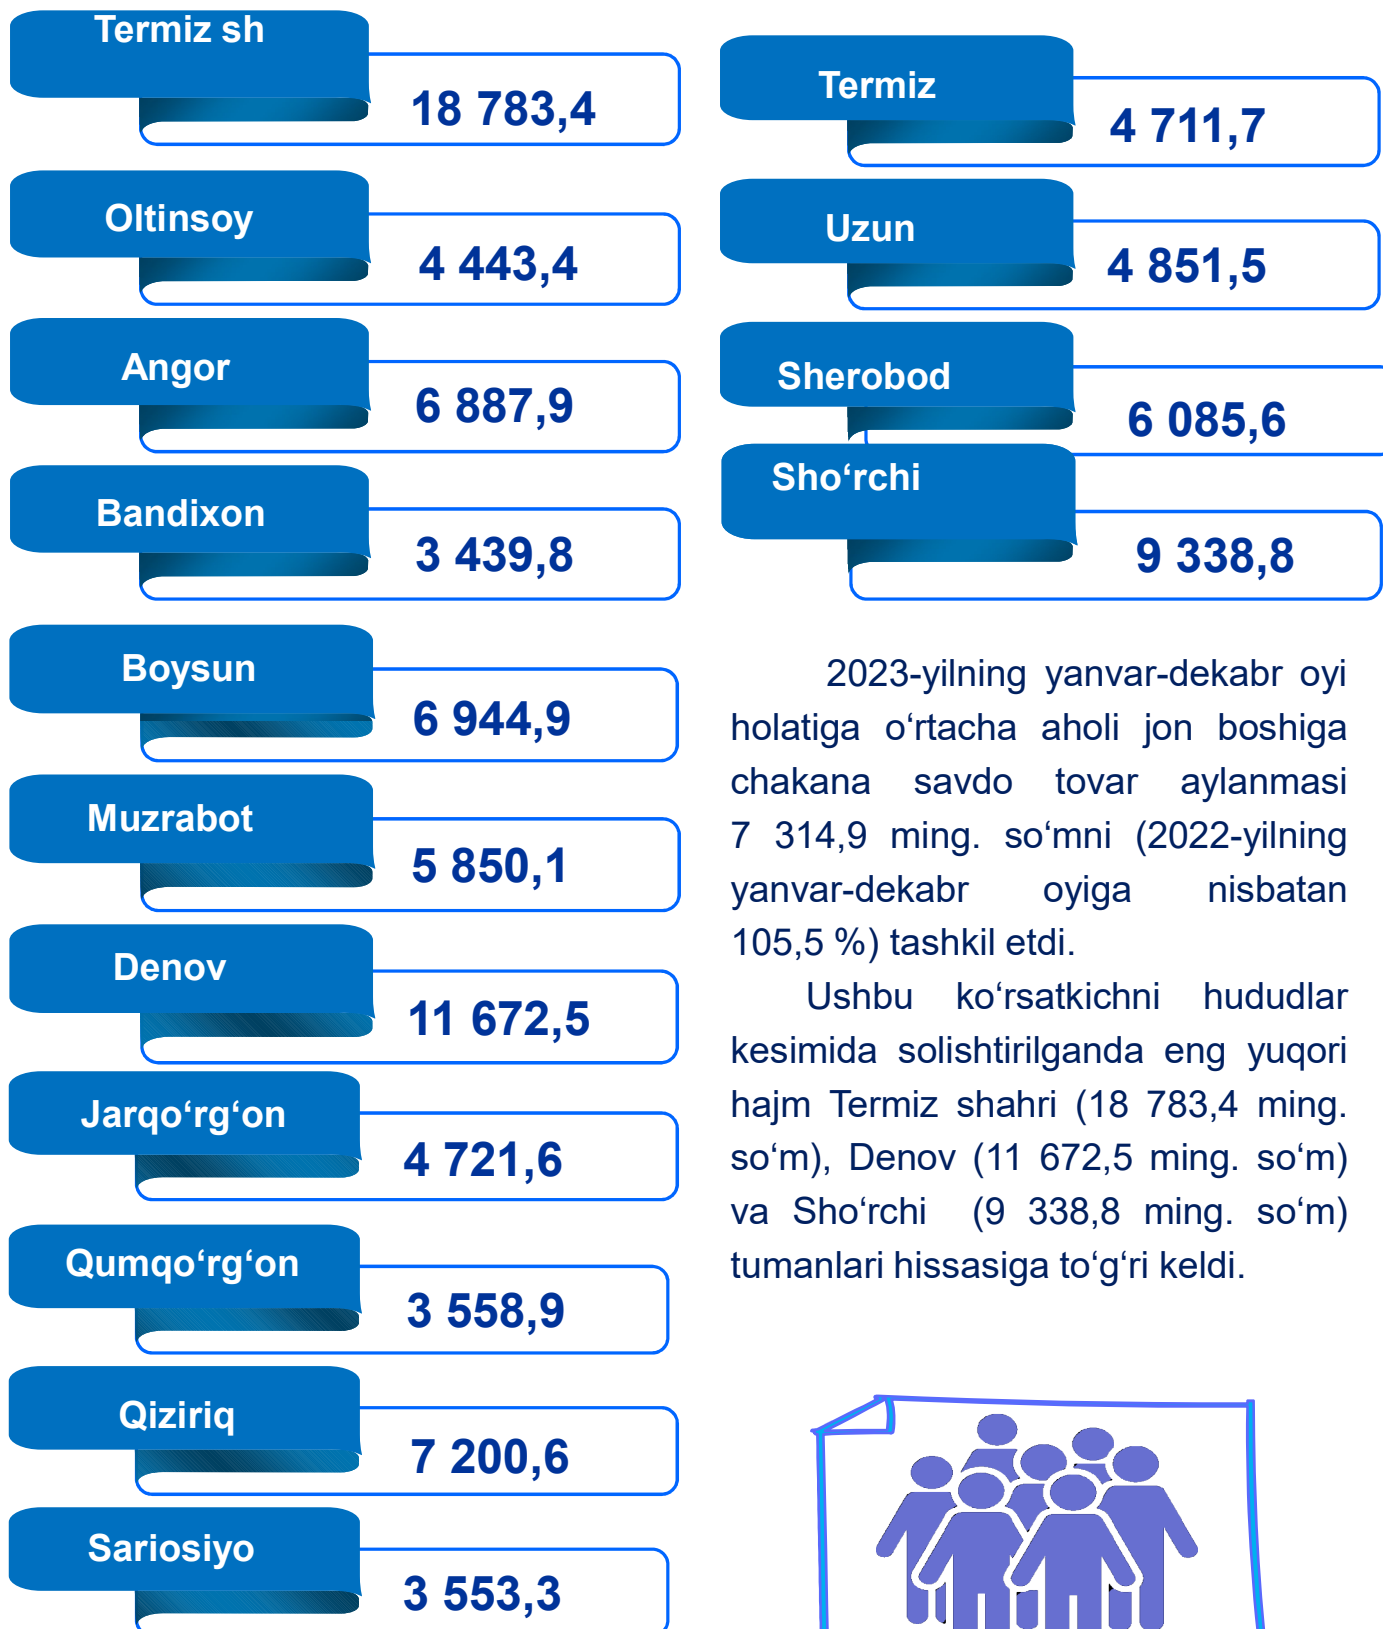 Termiz sh
18 783,4
Oltinsoy
4 443,4
Angor
6 887,9
Bandixon
3 439,8
Boysun
6 944,9
Muzrabot
5 850,1
Denov
11 672,5
Jarqo‘rg‘on
4 721,6
Qumqo‘rg‘on
3 558,9
Qiziriq
7 200,6
Sariosiyo
3 553,3
Termiz
4 711,7
Uzun
4 851,5
Sherobod
6 085,6
Sho‘rchi
9 338,8
2023-yilning yanvar-dekabr oyi
holatiga o‘rtacha aholi jon boshiga
chakana savdo tovar aylanmasi
7 314,9 ming. so‘mni (2022-yilning
yanvar-dekabr oyiga nisbatan
105,5 %) tashkil etdi.
Ushbu ko‘rsatkichni hududlar
kesimida solishtirilganda eng yuqori
hajm Termiz shahri (18 783,4 ming.
so‘m), Denov (11 672,5 ming. so‘m)
va Sho‘rchi (9 338,8 ming. so‘m)
tumanlari hissasiga to‘g‘ri keldi.